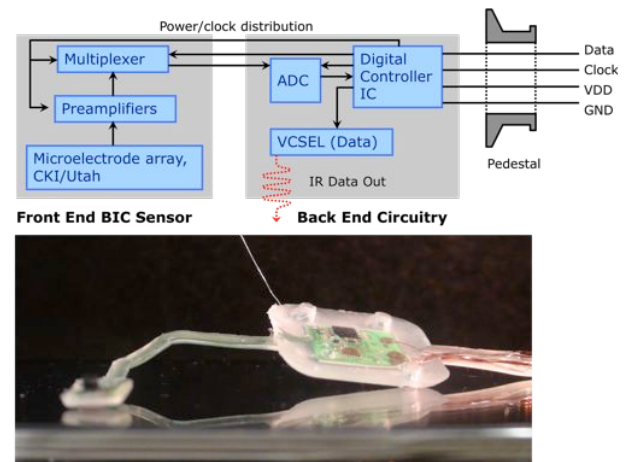 Power/clock distribution
Multiplexer
Preamplifiers
Microelectrode array,
CKI/Utah
Front End BIC Sensor
ADC
Digital
Controller
IC
VCSEL (Data)
IR Data Out
Back End Circuitry
Data
Clock
VDD
GND
Pedestal